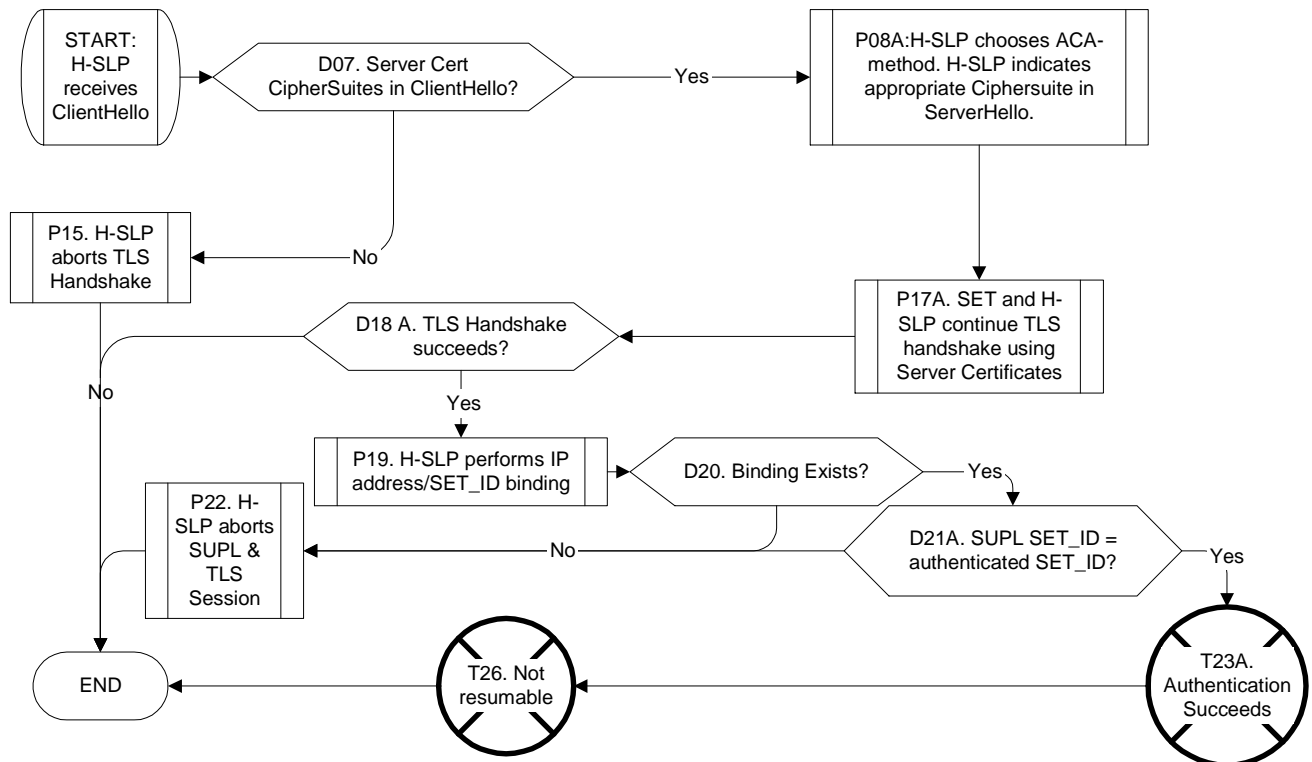 START:
H-SLP
receives
ClientHello
D07. Server Cert
CipherSuites in ClientHello?
Yes
P08A:H-SLP chooses ACA-
method. H-SLP indicates
appropriate Ciphersuite in
ServerHello.
No
P15. H-SLP
aborts TLS
Handshake
P17A. SET and H-
SLP continue TLS
handshake using
Server Certificates
D18 A. TLS Handshake
succeeds?
No
Yes
P19. H-SLP performs IP
address/SET_ID binding
D20. Binding Exists?
Yes
P22. H-
SLP aborts
SUPL &
TLS
Session
No
D21A. SUPL SET_ID =
authenticated SET_ID?
Yes
T23A.
Authentication
Succeeds
T26. Not
resumable
END